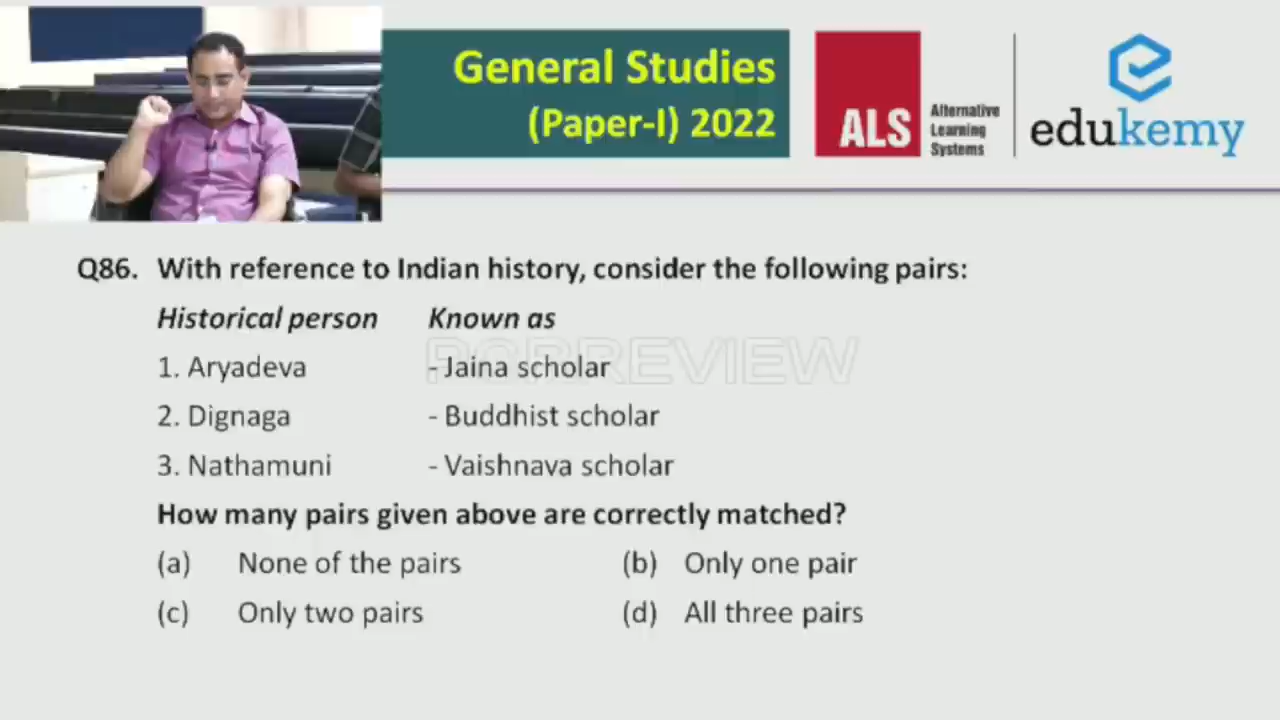 General Studies
(Paper-I) 2022
ALS
Alternative
Learning
Systems
edukemy
Q86. With reference to Indian history, consider the following pairs:
Historical person Known as
1. Aryadeva - Jaina scholar
2. Dignaga - Buddhist scholar
3. Nathamuni - Vaishnava scholar
How many pairs given above are correctly matched?
(a) None of the pairs (b) Only one pair
(c) Only two pairs (d) All three pairs